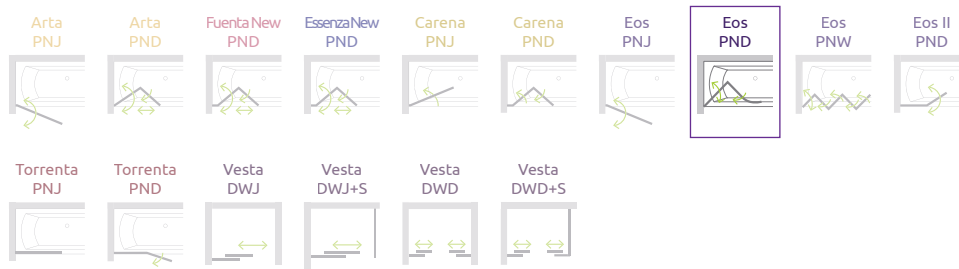 Arta
PNJ
Arta
PND
Fuenta New
PND
Essenza New
PND
Carena
PNJ
Carena
PND
Eos
PNJ
Eos
PND
Eos
PNW
Eos II
PND
Torrenta
PNJ
Torrenta
PND
Vesta
DWJ
Vesta
DWJ+S
Vesta
DWD
Vesta
DWD+S